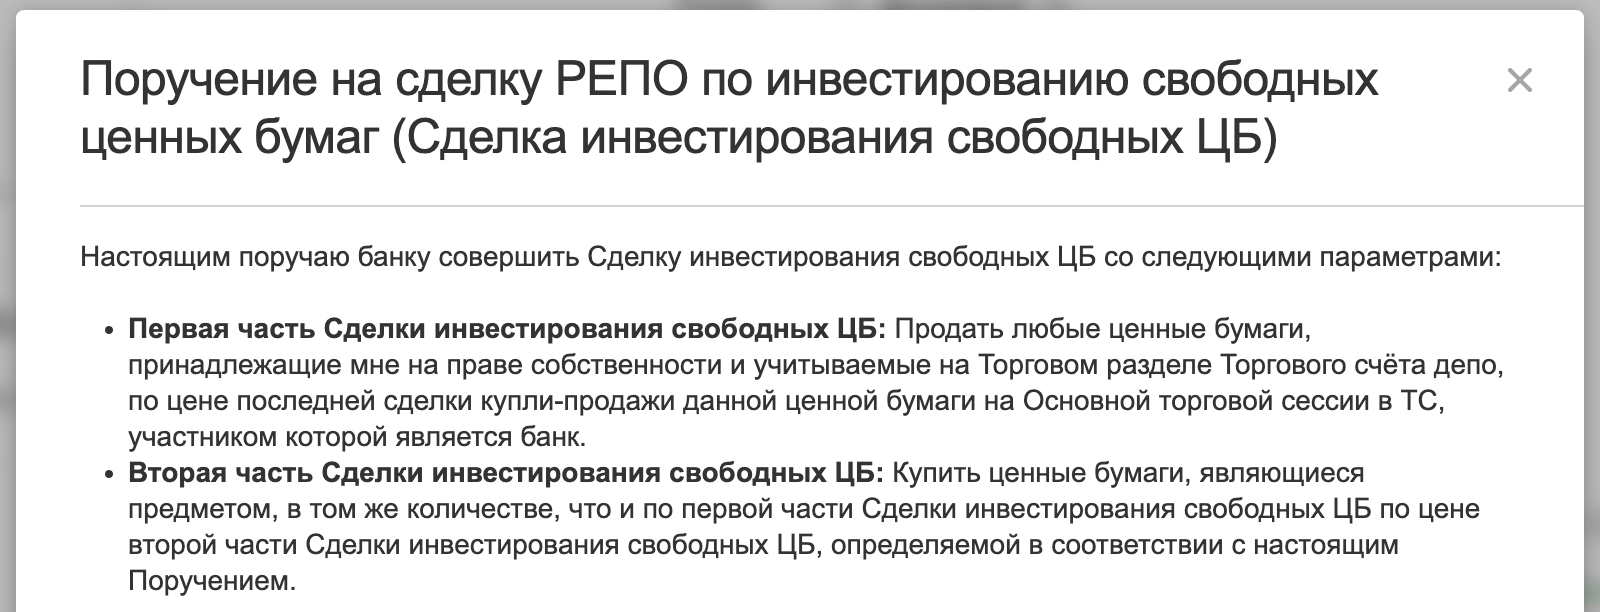 Поручение на сделку РЕПО по инвестированию свободных
ценных бумаг (Сделка инвестирования свободных ЦБ)
Настоящим поручаю банку совершить Сделку инвестирования свободных ЦБ со следующими параметрами:
• Первая часть Сделки инвестирования свободных ЦБ: Продать любые ценные бумаги,
принадлежащие мне на праве собственности и учитываемые на Торговом разделе Торгового счёта депо,
по цене последней сделки купли-продажи данной ценной бумаги на Основной торговой сессии в ТС,
участником которой является банк.
• Вторая часть Сделки инвестирования свободных ЦБ: Купить ценные бумаги, являющиеся
предметом, в том же количестве, что и по первой части Сделки инвестирования свободных ЦБ по цене
второй части Сделки инвестирования свободных ЦБ, определяемой в соответствии с настоящим
Поручением.